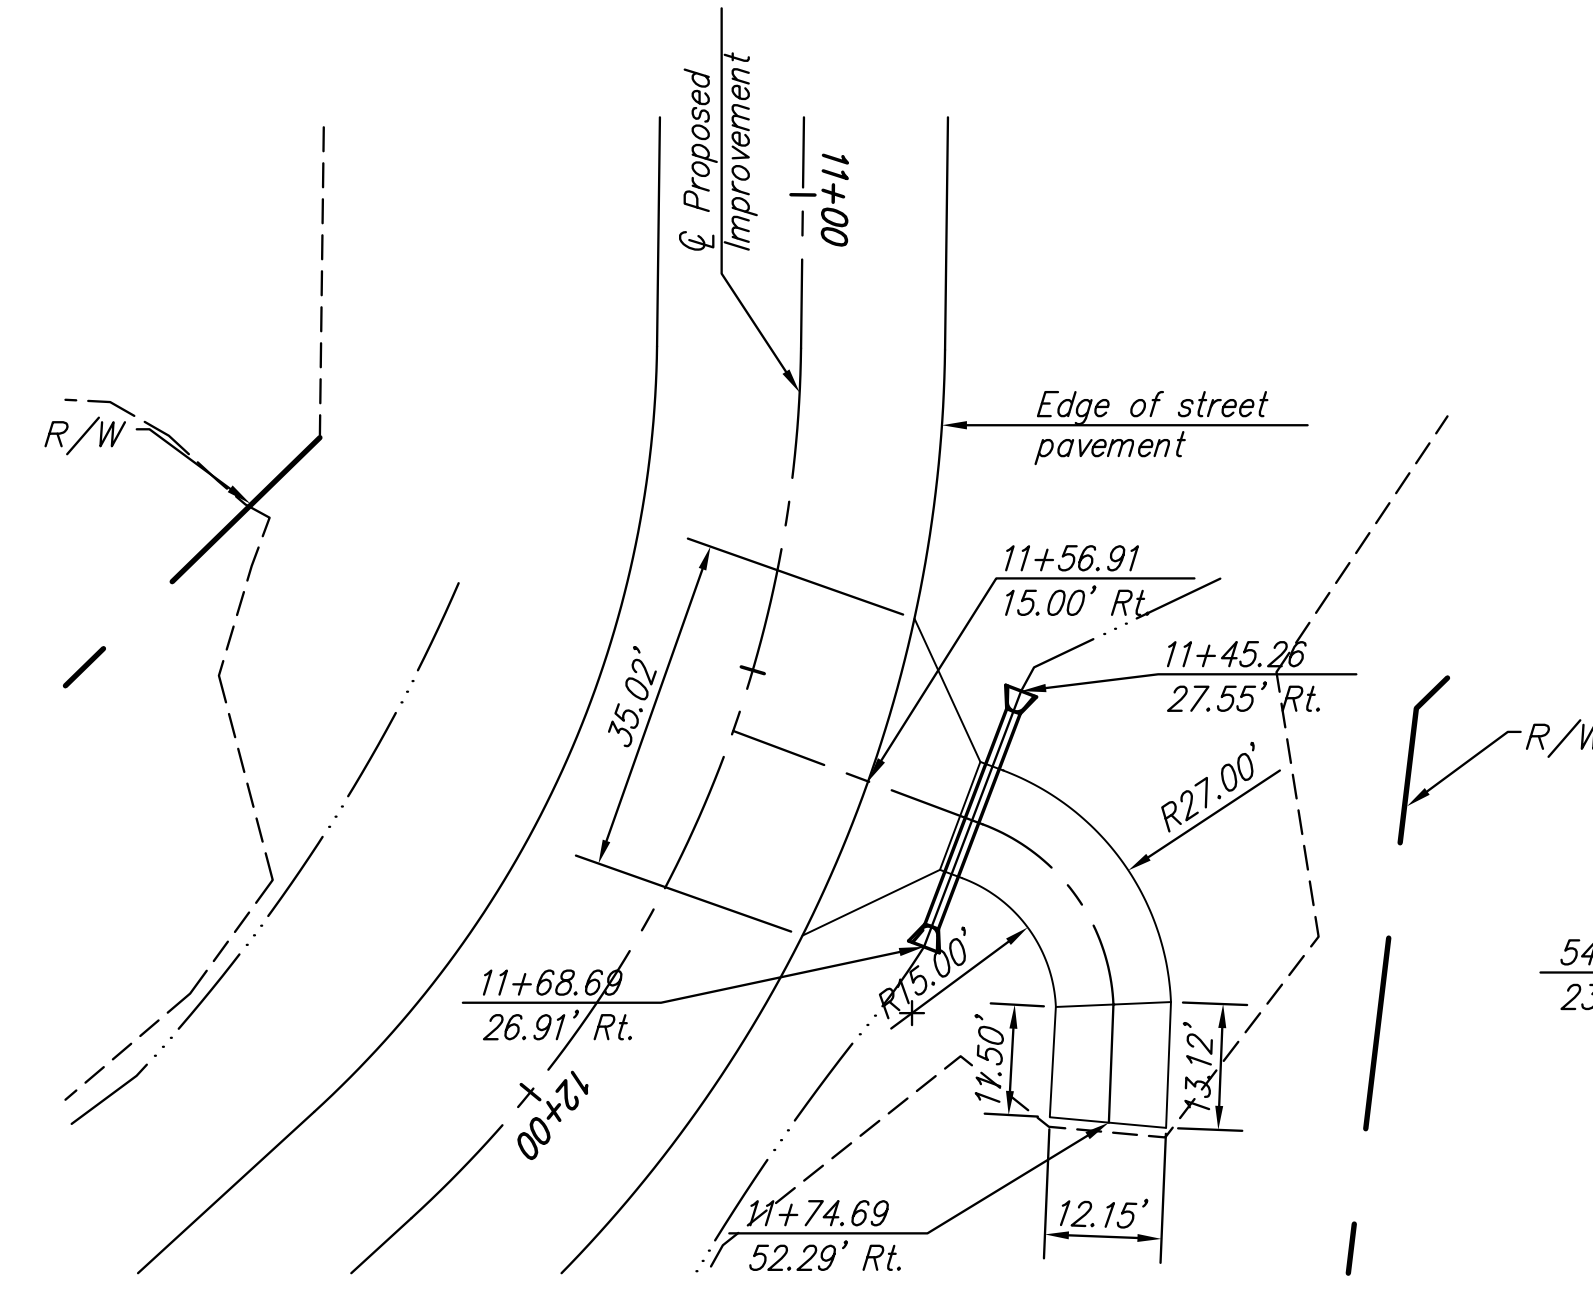 ℄ Proposed
Improvement
11+00
R/W
Edge of street
pavement
11+56.91
15.00' Rt.
11+45.26
27.55' Rt.
35.02'
R/W
R27.00'
54
23
11+68.69
26.91' Rt.
R15.00'
11.50'
13.12'
12+00
11+74.69
52.29' Rt.
12.15'